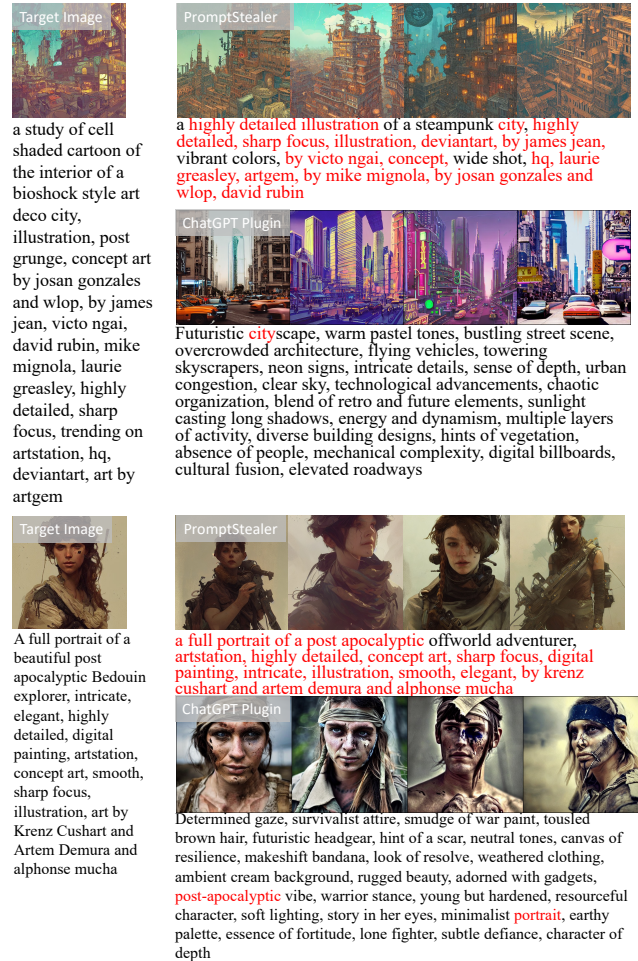 Target Image
a study of cell
shaded cartoon of
the interior of a
bioshock style art
deco city,
illustration, post
grunge, concept art
by josan gonzales
and wlop, by james
jean, victo ngai,
david rubin, mike
mignola, laurie
greasley, highly
detailed, sharp
focus, trending on
artstation, hq,
deviantart, art by
artgem
PromptStealer
a highly detailed illustration of a steampunk city, highly
detailed, sharp focus, illustration, deviantart, by james jean,
vibrant colors, by victo ngai, concept, wide shot, hq, laurie
greasley, artgem, by mike mignola, by josan gonzales and
wlop, david rubin
ChatGPT Plugin
Futuristic cityscape, warm pastel tones, bustling street scene,
overcrowded architecture, flying vehicles, towering
skyscrapers, neon signs, intricate details, sense of depth, urban
congestion, clear sky, technological advancements, chaotic
organization, blend of retro and future elements, sunlight
casting long shadows, energy and dynamism, multiple layers
of activity, diverse building designs, hints of vegetation,
absence of people, mechanical complexity, digital billboards,
cultural fusion, elevated roadways
Target Image
A full portrait of a
beautiful post
apocalyptic Bedouin
explorer, intricate,
elegant, highly
detailed, digital
painting, artstation,
concept art, smooth,
sharp focus,
illustration, art by
Krenz Cushart and
Artem Demura and
alphonse mucha
PromptStealer
a full portrait of a post apocalyptic offworld adventurer,
artstation, highly detailed, concept art, sharp focus, digital
painting, intricate, illustration, smooth, elegant, by krenz
cushart and artem demura and alphonse mucha
ChatGPT Plugin
Determined gaze, survivalist attire, smudge of war paint, tousled
brown hair, futuristic headgear, hint of a scar, neutral tones, canvas of
resilience, makeshift bandana, look of resolve, weathered clothing,
ambient cream background, rugged beauty, adorned with gadgets,
post-apocalyptic vibe, warrior stance, young but hardened, resourceful
character, soft lighting, story in her eyes, minimalist portrait, earthy
palette, essence of fortitude, lone fighter, subtle defiance, character of
depth